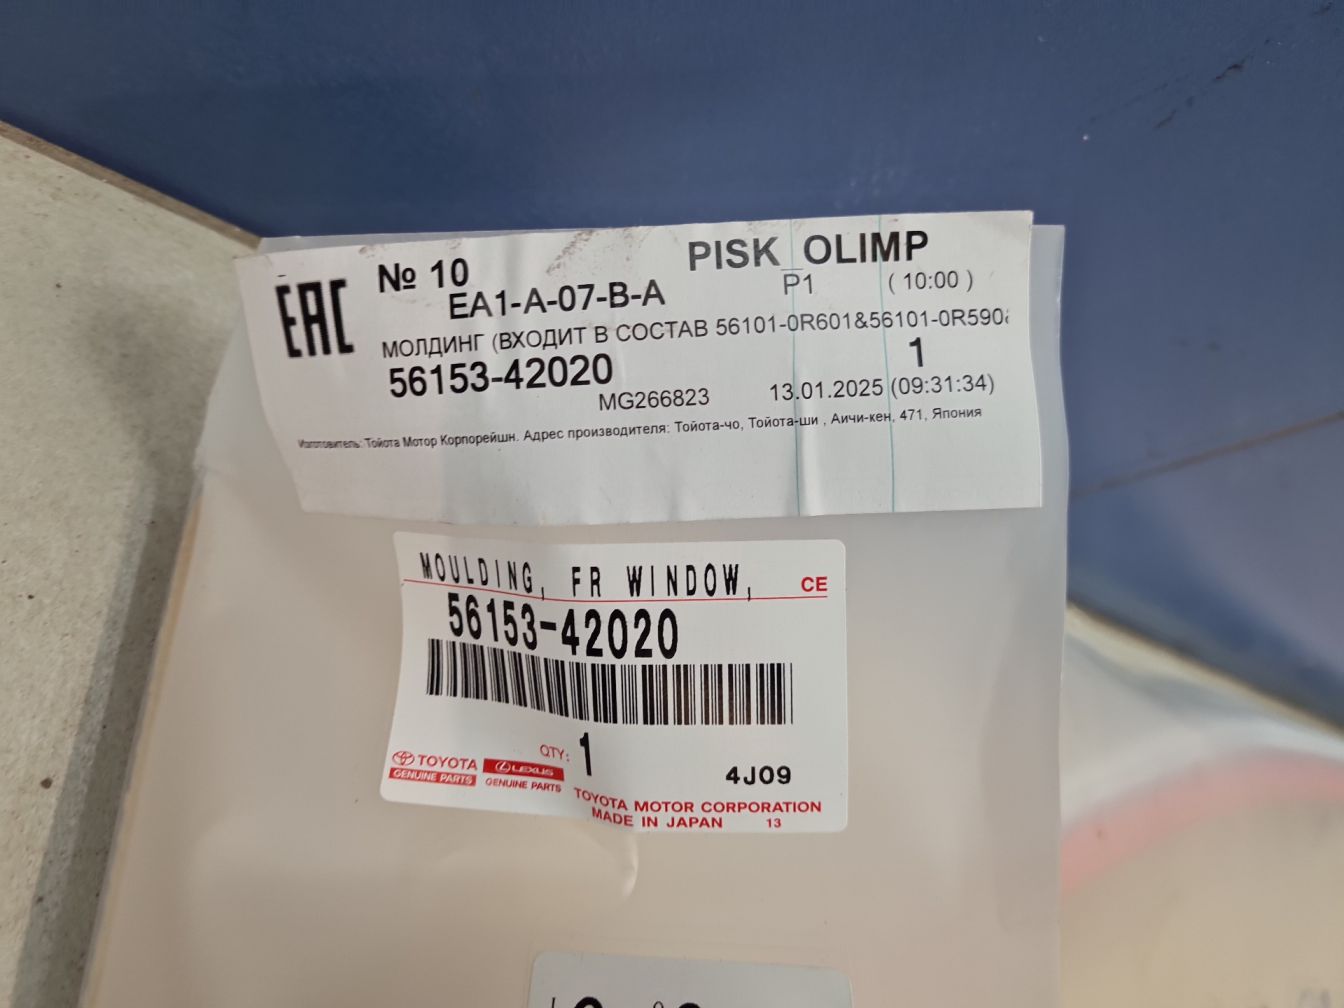 EAC
№ 10
PISK_OLIMP
EA1-A-07-B-A
P1
( 10:00 )
МОЛДИНГ (ВХОДИТ В СОСТАВ 56101-0R601&56101-0R590&
56153-42020
1
MG266823
13.01.2025 (09:31:34)
Изготовитель: Тойота Мотор Корпорейшн. Адрес производителя: Тойота-чо, Тойота-ши , Аичи-кен, 471, Япония
MOULDING, FR WINDOW,
CE
56153-42020
QTY: 1
TOYOTA
GENUINE PARTS
LEXUS
GENUINE PARTS
4J09
TOYOTA MOTOR CORPORATION
MADE IN JAPAN 13